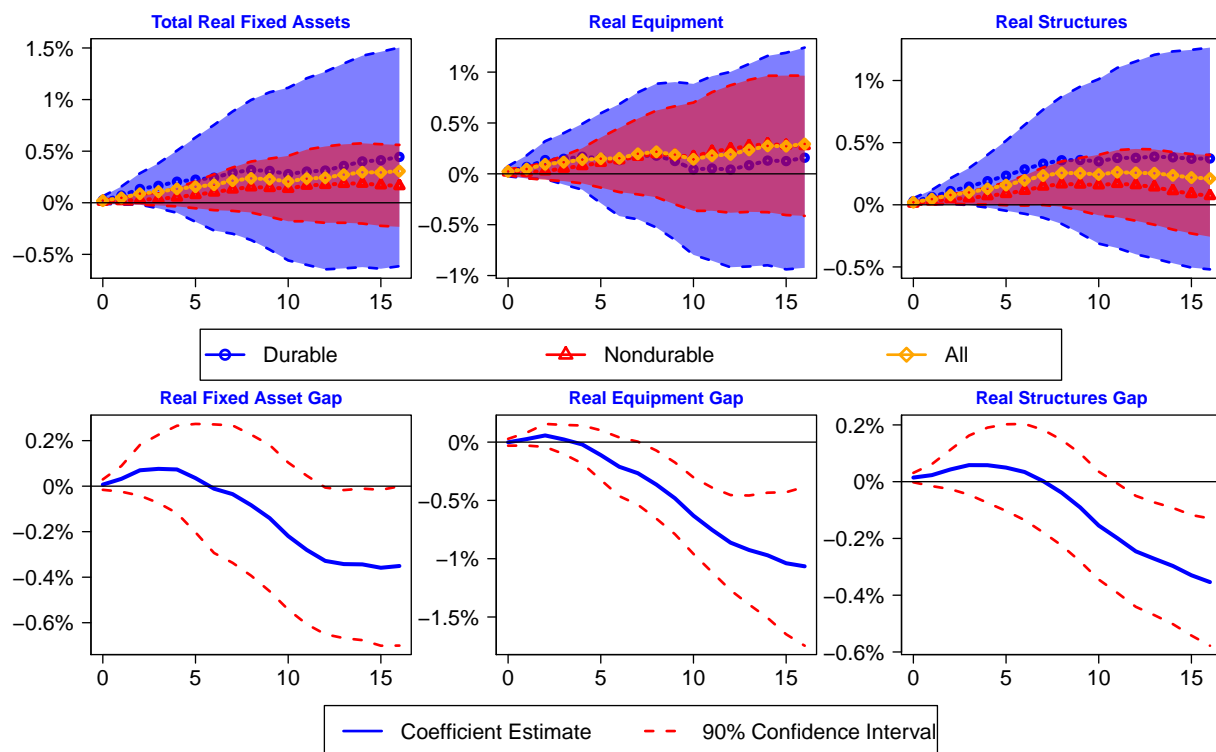 Total Real Fixed Assets
Real Equipment
Real Structures
1.5%
1%
0.5%
0%
−0.5%
0 5 10 15
1%
0.5%
0%
−0.5%
−1%
0 5 10 15
1%
0.5%
0%
−0.5%
0 5 10 15
Durable Nondurable All
Real Fixed Asset Gap
Real Equipment Gap
Real Structures Gap
0.2%
0%
−0.2%
−0.4%
−0.6%
0 5 10 15
0%
−0.5%
−1%
−1.5%
0 5 10 15
0.2%
0%
−0.2%
−0.4%
−0.6%
0 5 10 15
Coefficient Estimate 90% Confidence Interval